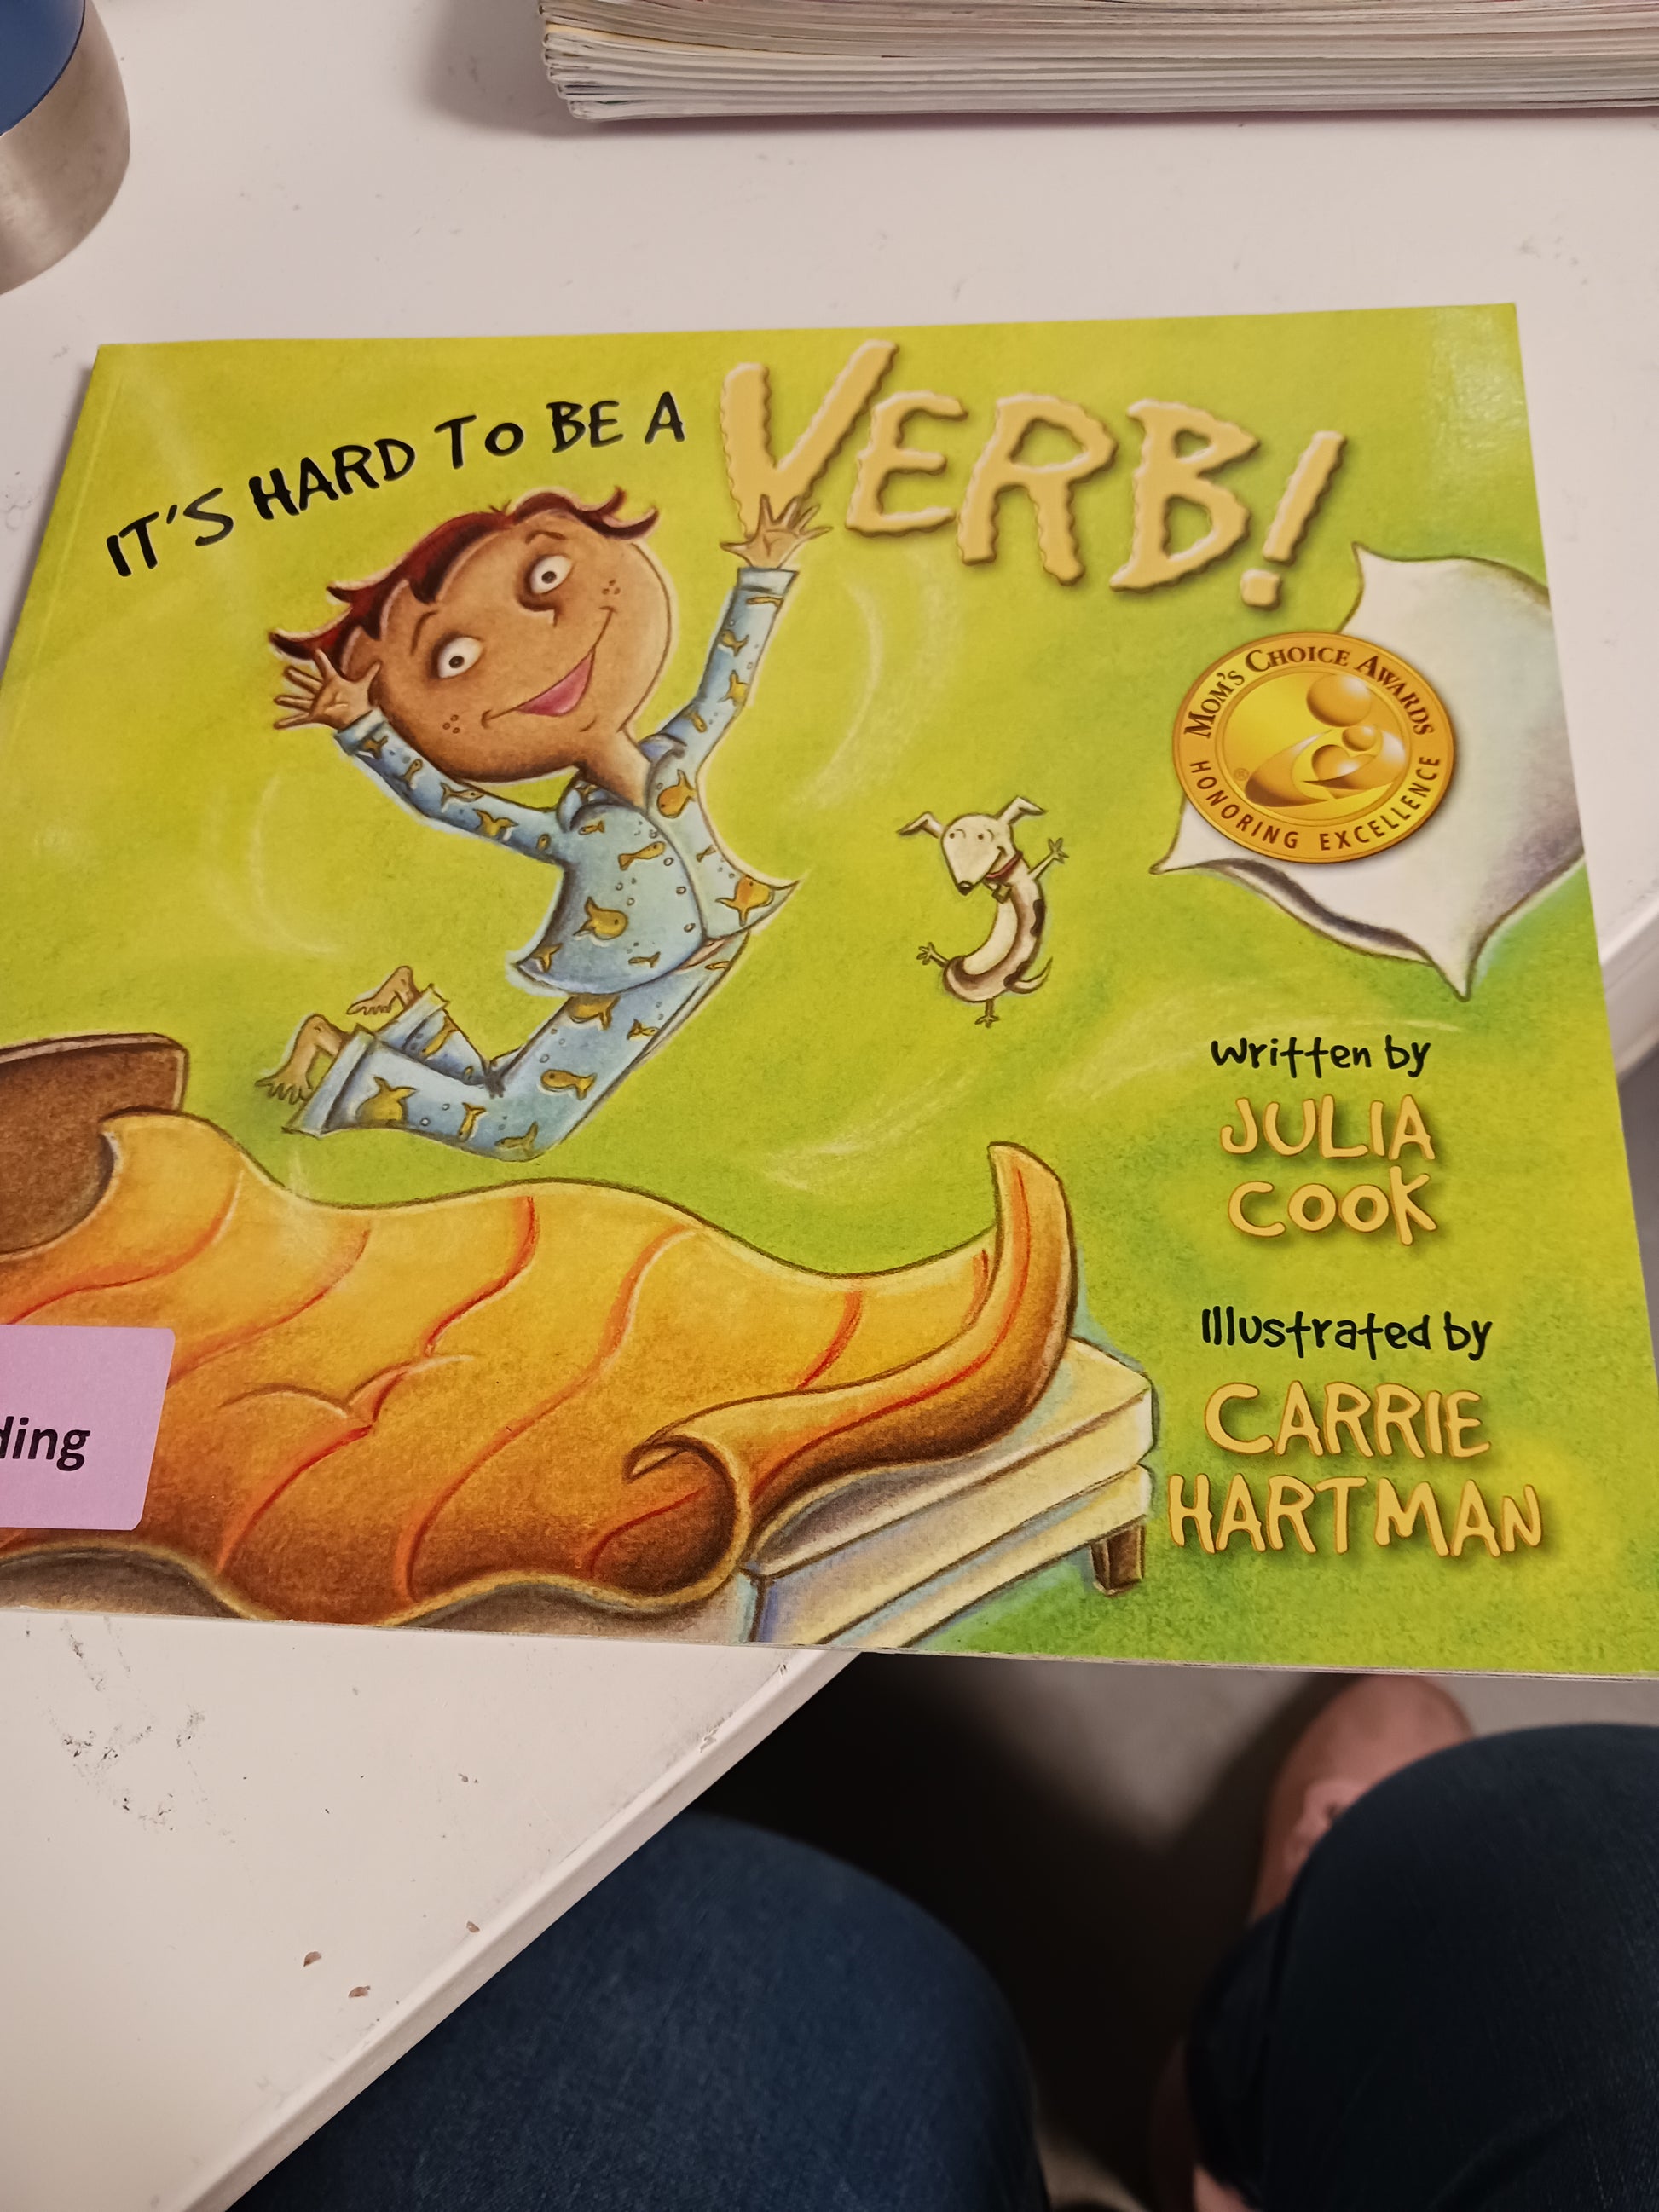 IT'S HARD TO BE A VERB!
MOM'S CHOICE AWARDS
HONORING EXCELLENCE
®
written by
JULIA
COOK
Illustrated by
CARRIE
HARTMAN
ding